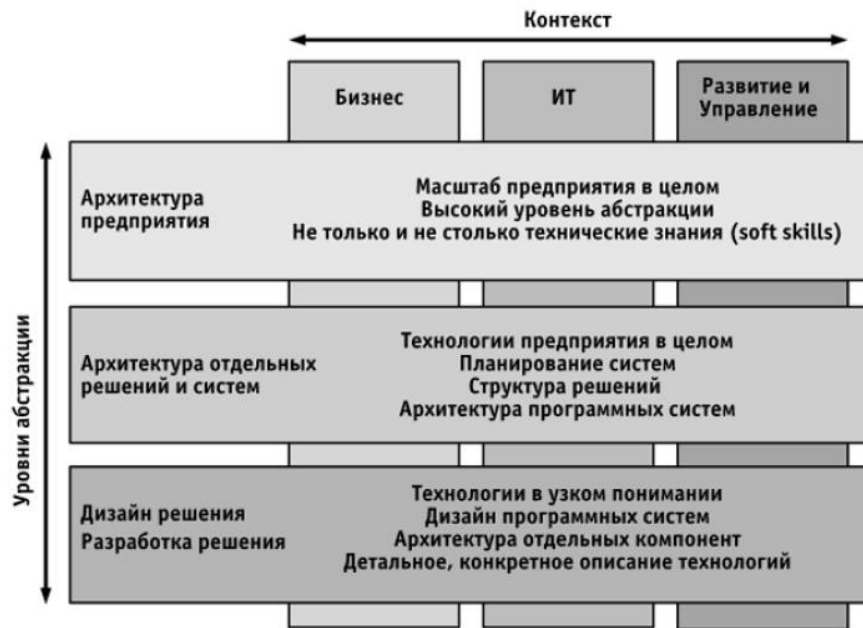 Контекст
Бизнес
ИТ
Развитие и
Управление
Уровни абстракции
Архитектура
предприятия
Масштаб предприятия в целом
Высокий уровень абстракции
Не только и не столько технические знания (soft skills)
Архитектура отдельных
решений и систем
Технологии предприятия в целом
Планирование систем
Структура решений
Архитектура программных систем
Дизайн решения
Разработка решения
Технологии в узком понимании
Дизайн программных систем
Архитектура отдельных компонент
Детальное, конкретное описание технологий